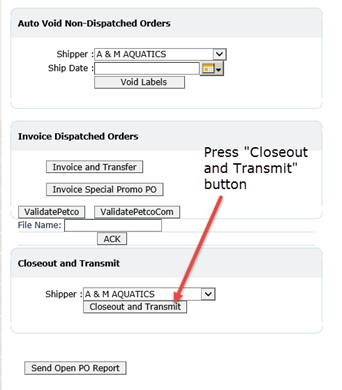 Auto Void Non-Dispatched Orders
Shipper : A & M AQUATICS
Ship Date :
Void Labels
Invoice Dispatched Orders
Invoice and Transfer
Invoice Special Promo PO
Press "Closeout
and Transmit"
button
ValidatePetco ValidatePetcoCom
File Name:
ACK
Closeout and Transmit
Shipper : A & M AQUATICS
Closeout and Transmit
Send Open PO Report